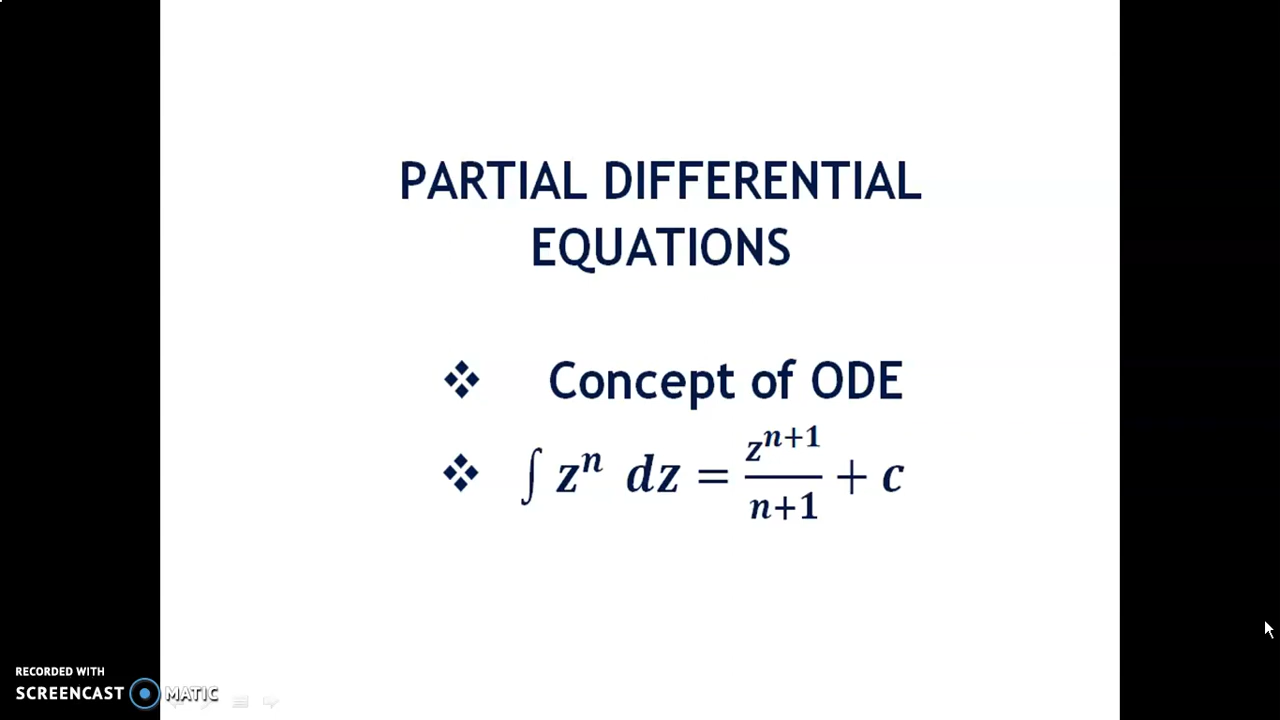 PARTIAL DIFFERENTIAL
EQUATIONS
❖ Concept of ODE
❖ ∫ zⁿ dz = zⁿ⁺¹/n+1 + c
RECORDED WITH
SCREENCAST MATIC